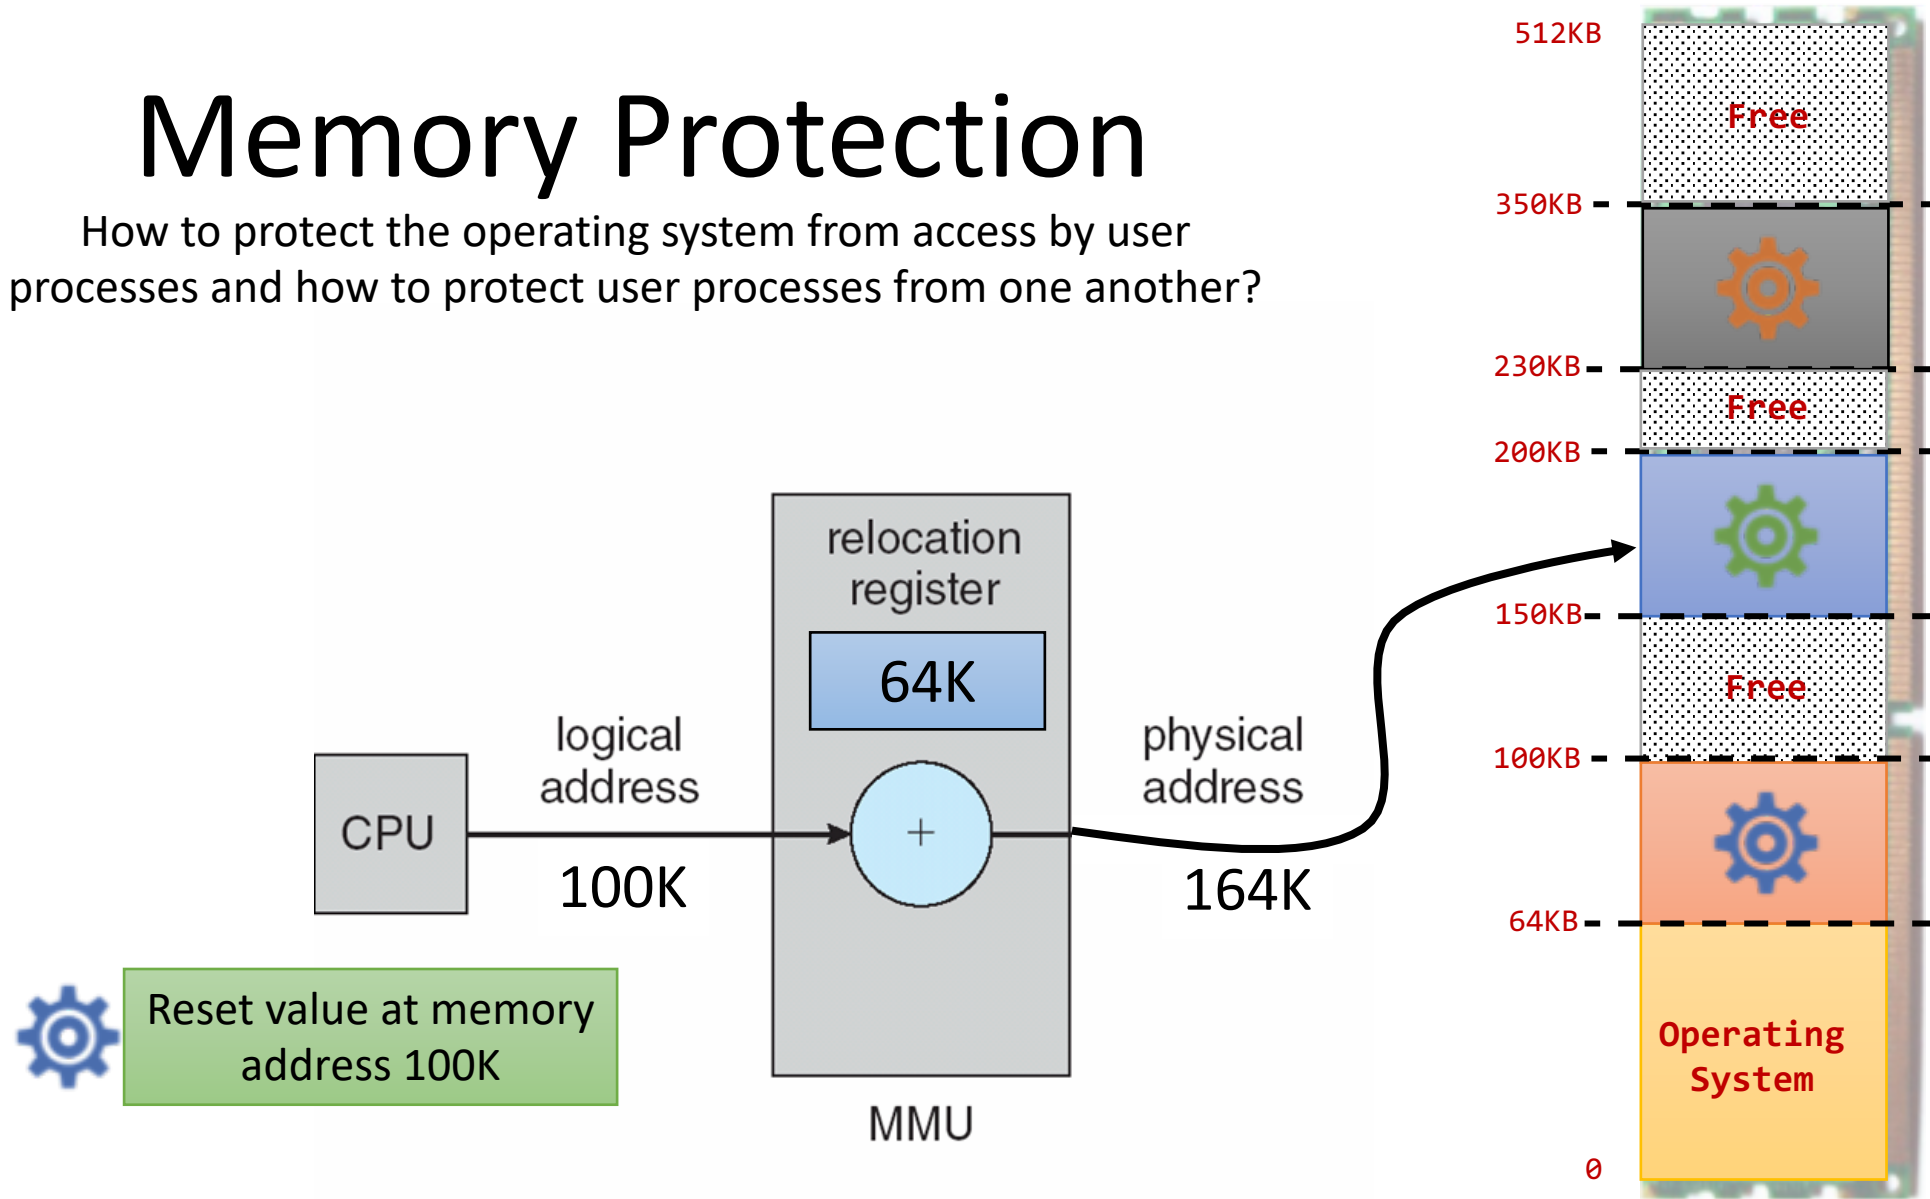 Memory Protection
How to protect the operating system from access by user
processes and how to protect user processes from one another?
relocation
register
64K
logical
address
physical
address
CPU
+
100K
164K
Reset value at memory
address 100K
MMU
512KB
Free
350KB
230KB
Free
200KB
150KB
Free
100KB
64KB
Operating
System
0